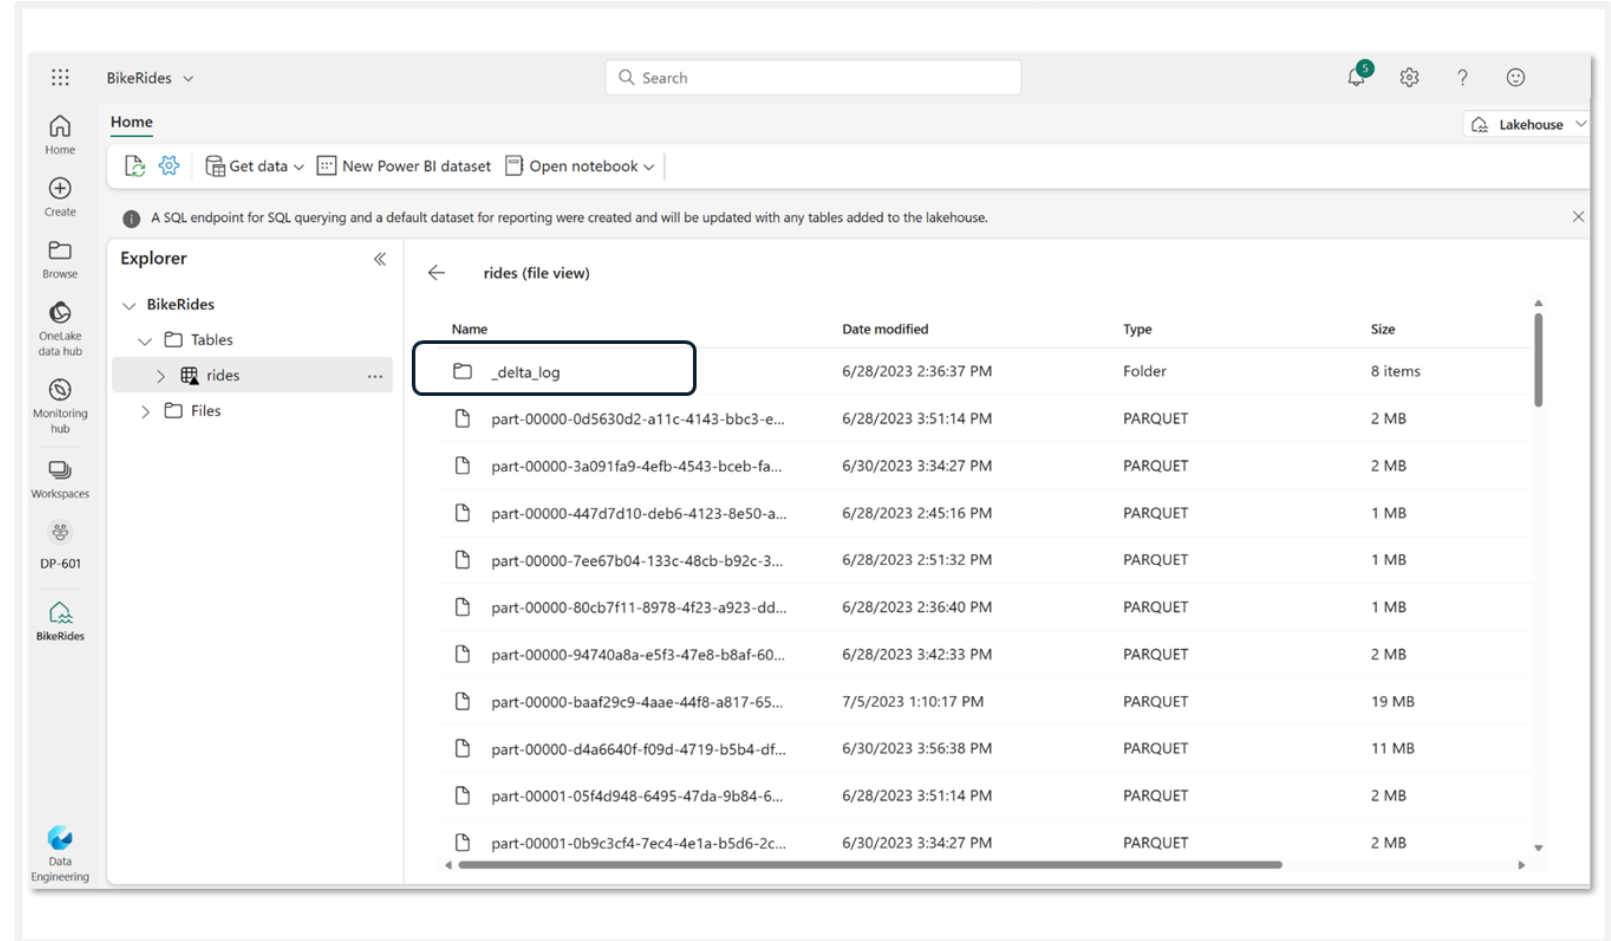 BikeRides
Search
5
Home
Lakehouse
Home
Get data
New Power BI dataset
Open notebook
Create
A SQL endpoint for SQL querying and a default dataset for reporting were created and will be updated with any tables added to the lakehouse.
Browse
OneLake
data hub
Monitoring
hub
Workspaces
DP-601
BikeRides
Data
Engineering
Explorer
BikeRides
Tables
rides
...
Files
rides (file view)
Name Date modified Type Size
_delta_log 6/28/2023 2:36:37 PM Folder 8 items
part-00000-0d5630d2-a11c-4143-bbc3-e... 6/28/2023 3:51:14 PM PARQUET 2 MB
part-00000-3a091fa9-4efb-4543-bceb-fa... 6/30/2023 3:34:27 PM PARQUET 2 MB
part-00000-447d7d10-deb6-4123-8e50-a... 6/28/2023 2:45:16 PM PARQUET 1 MB
part-00000-7ee67b04-133c-48cb-b92c-3... 6/28/2023 2:51:32 PM PARQUET 1 MB
part-00000-80cb7f11-8978-4f23-a923-dd... 6/28/2023 2:36:40 PM PARQUET 1 MB
part-00000-94740a8a-e5f3-47e8-b8af-60... 6/28/2023 3:42:33 PM PARQUET 2 MB
part-00000-baaf29c9-4aae-44f8-a817-65... 7/5/2023 1:10:17 PM PARQUET 19 MB
part-00000-d4a6640f-f09d-4719-b5b4-df... 6/30/2023 3:56:38 PM PARQUET 11 MB
part-00001-05f4d948-6495-47da-9b84-6... 6/28/2023 3:51:14 PM PARQUET 2 MB
part-00001-0b9c3cf4-7ec4-4e1a-b5d6-2c... 6/30/2023 3:34:27 PM PARQUET 2 MB